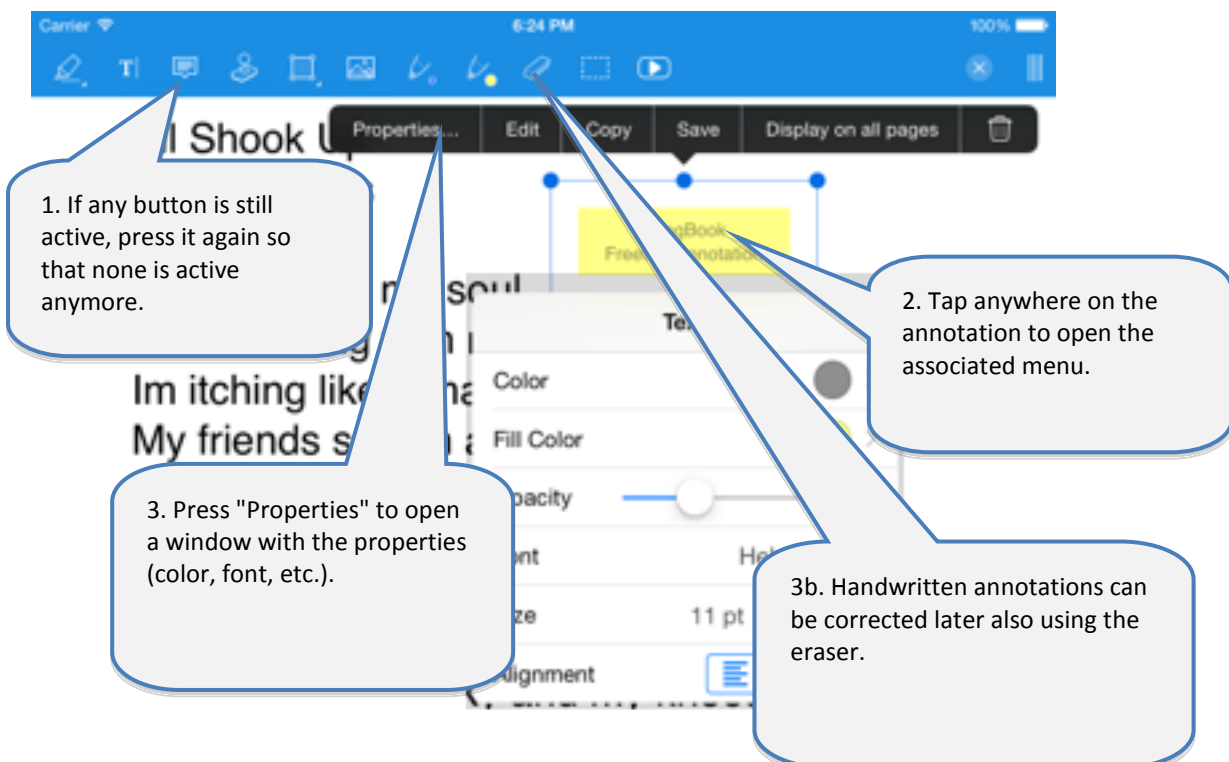 Carrier 6:24 PM 100%
T
Properties... Edit Copy Save Display on all pages
Shook
1. If any button is still
active, press it again so
that none is active
anymore.
2. Tap anywhere on the
annotation to open the
associated menu.
soul
Color
Im itching like
Fill Color
My friends
3. Press "Properties" to open
a window with the properties
(color, font, etc.).
11 pt
3b. Handwritten annotations can
be corrected later also using the
eraser.